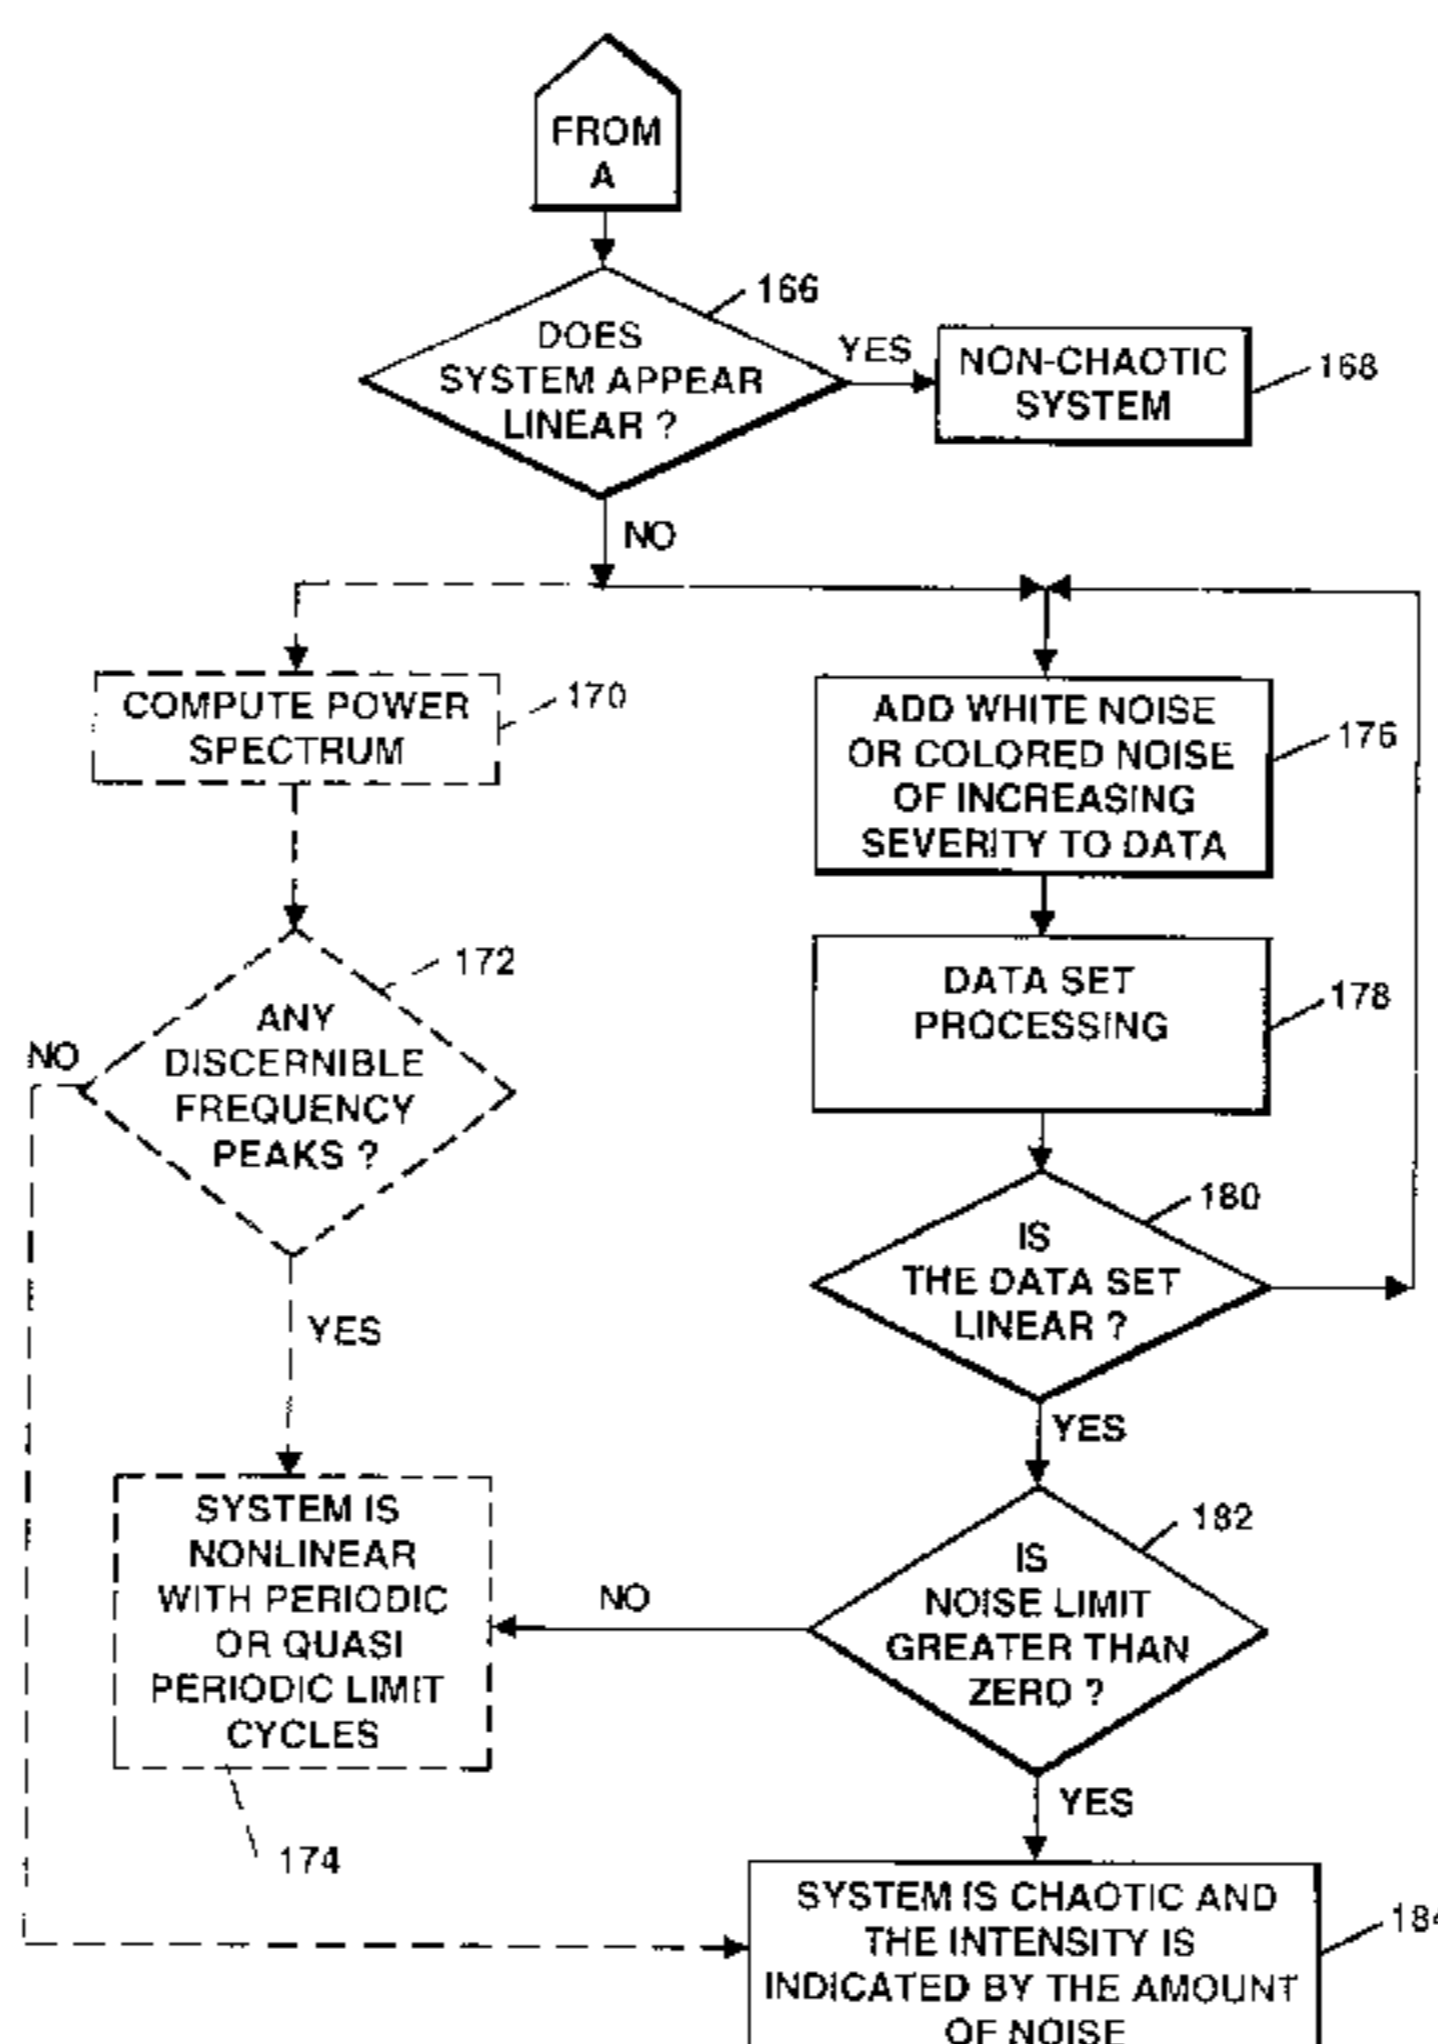 FROM
A
166
DOES
SYSTEM APPEAR
LINEAR ?
YES
NON-CHAOTIC
SYSTEM
168
NO
COMPUTE POWER
SPECTRUM
170
ADD WHITE NOISE
OR COLORED NOISE
OF INCREASING
SEVERITY TO DATA
176
172
ANY
DISCERNIBLE
FREQUENCY
PEAKS ?
NO
DATA SET
PROCESSING
178
180
IS
THE DATA SET
LINEAR ?
YES
YES
SYSTEM IS
NONLINEAR
WITH PERIODIC
OR QUASI
PERIODIC LIMIT
CYCLES
174
182
IS
NOISE LIMIT
GREATER THAN
ZERO ?
NO
YES
SYSTEM IS CHAOTIC AND
THE INTENSITY IS
INDICATED BY THE AMOUNT
OF NOISE
184